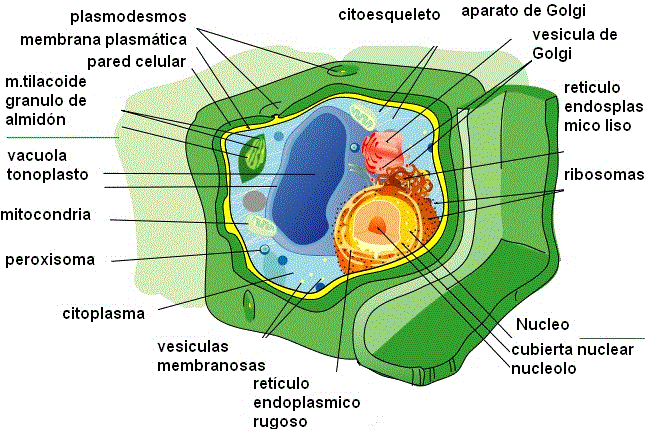 plasmodesmos
membrana plasmática
pared celular
m.tilacoide
granulo de
almidón
vacuola
tonoplasto
mitocondria
peroxisoma
citoplasma
vesiculas
membranosas
retículo
endoplasmico
rugoso
citoesqueleto
aparato de Golgi
vesicula de
Golgi
reticulo
endosplas
mico liso
ribosomas
Nucleo
cubierta nuclear
nucleolo